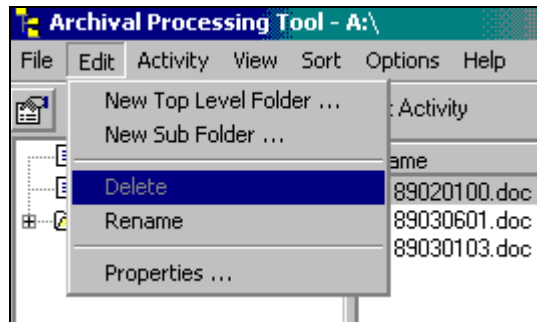 Archival Processing Tool - A:\
File Edit Activity View Sort Options Help
New Top Level Folder ...
New Sub Folder ...
Delete
Rename
Properties ...
Activity
ame
89020100.doc
89030601.doc
89030103.doc